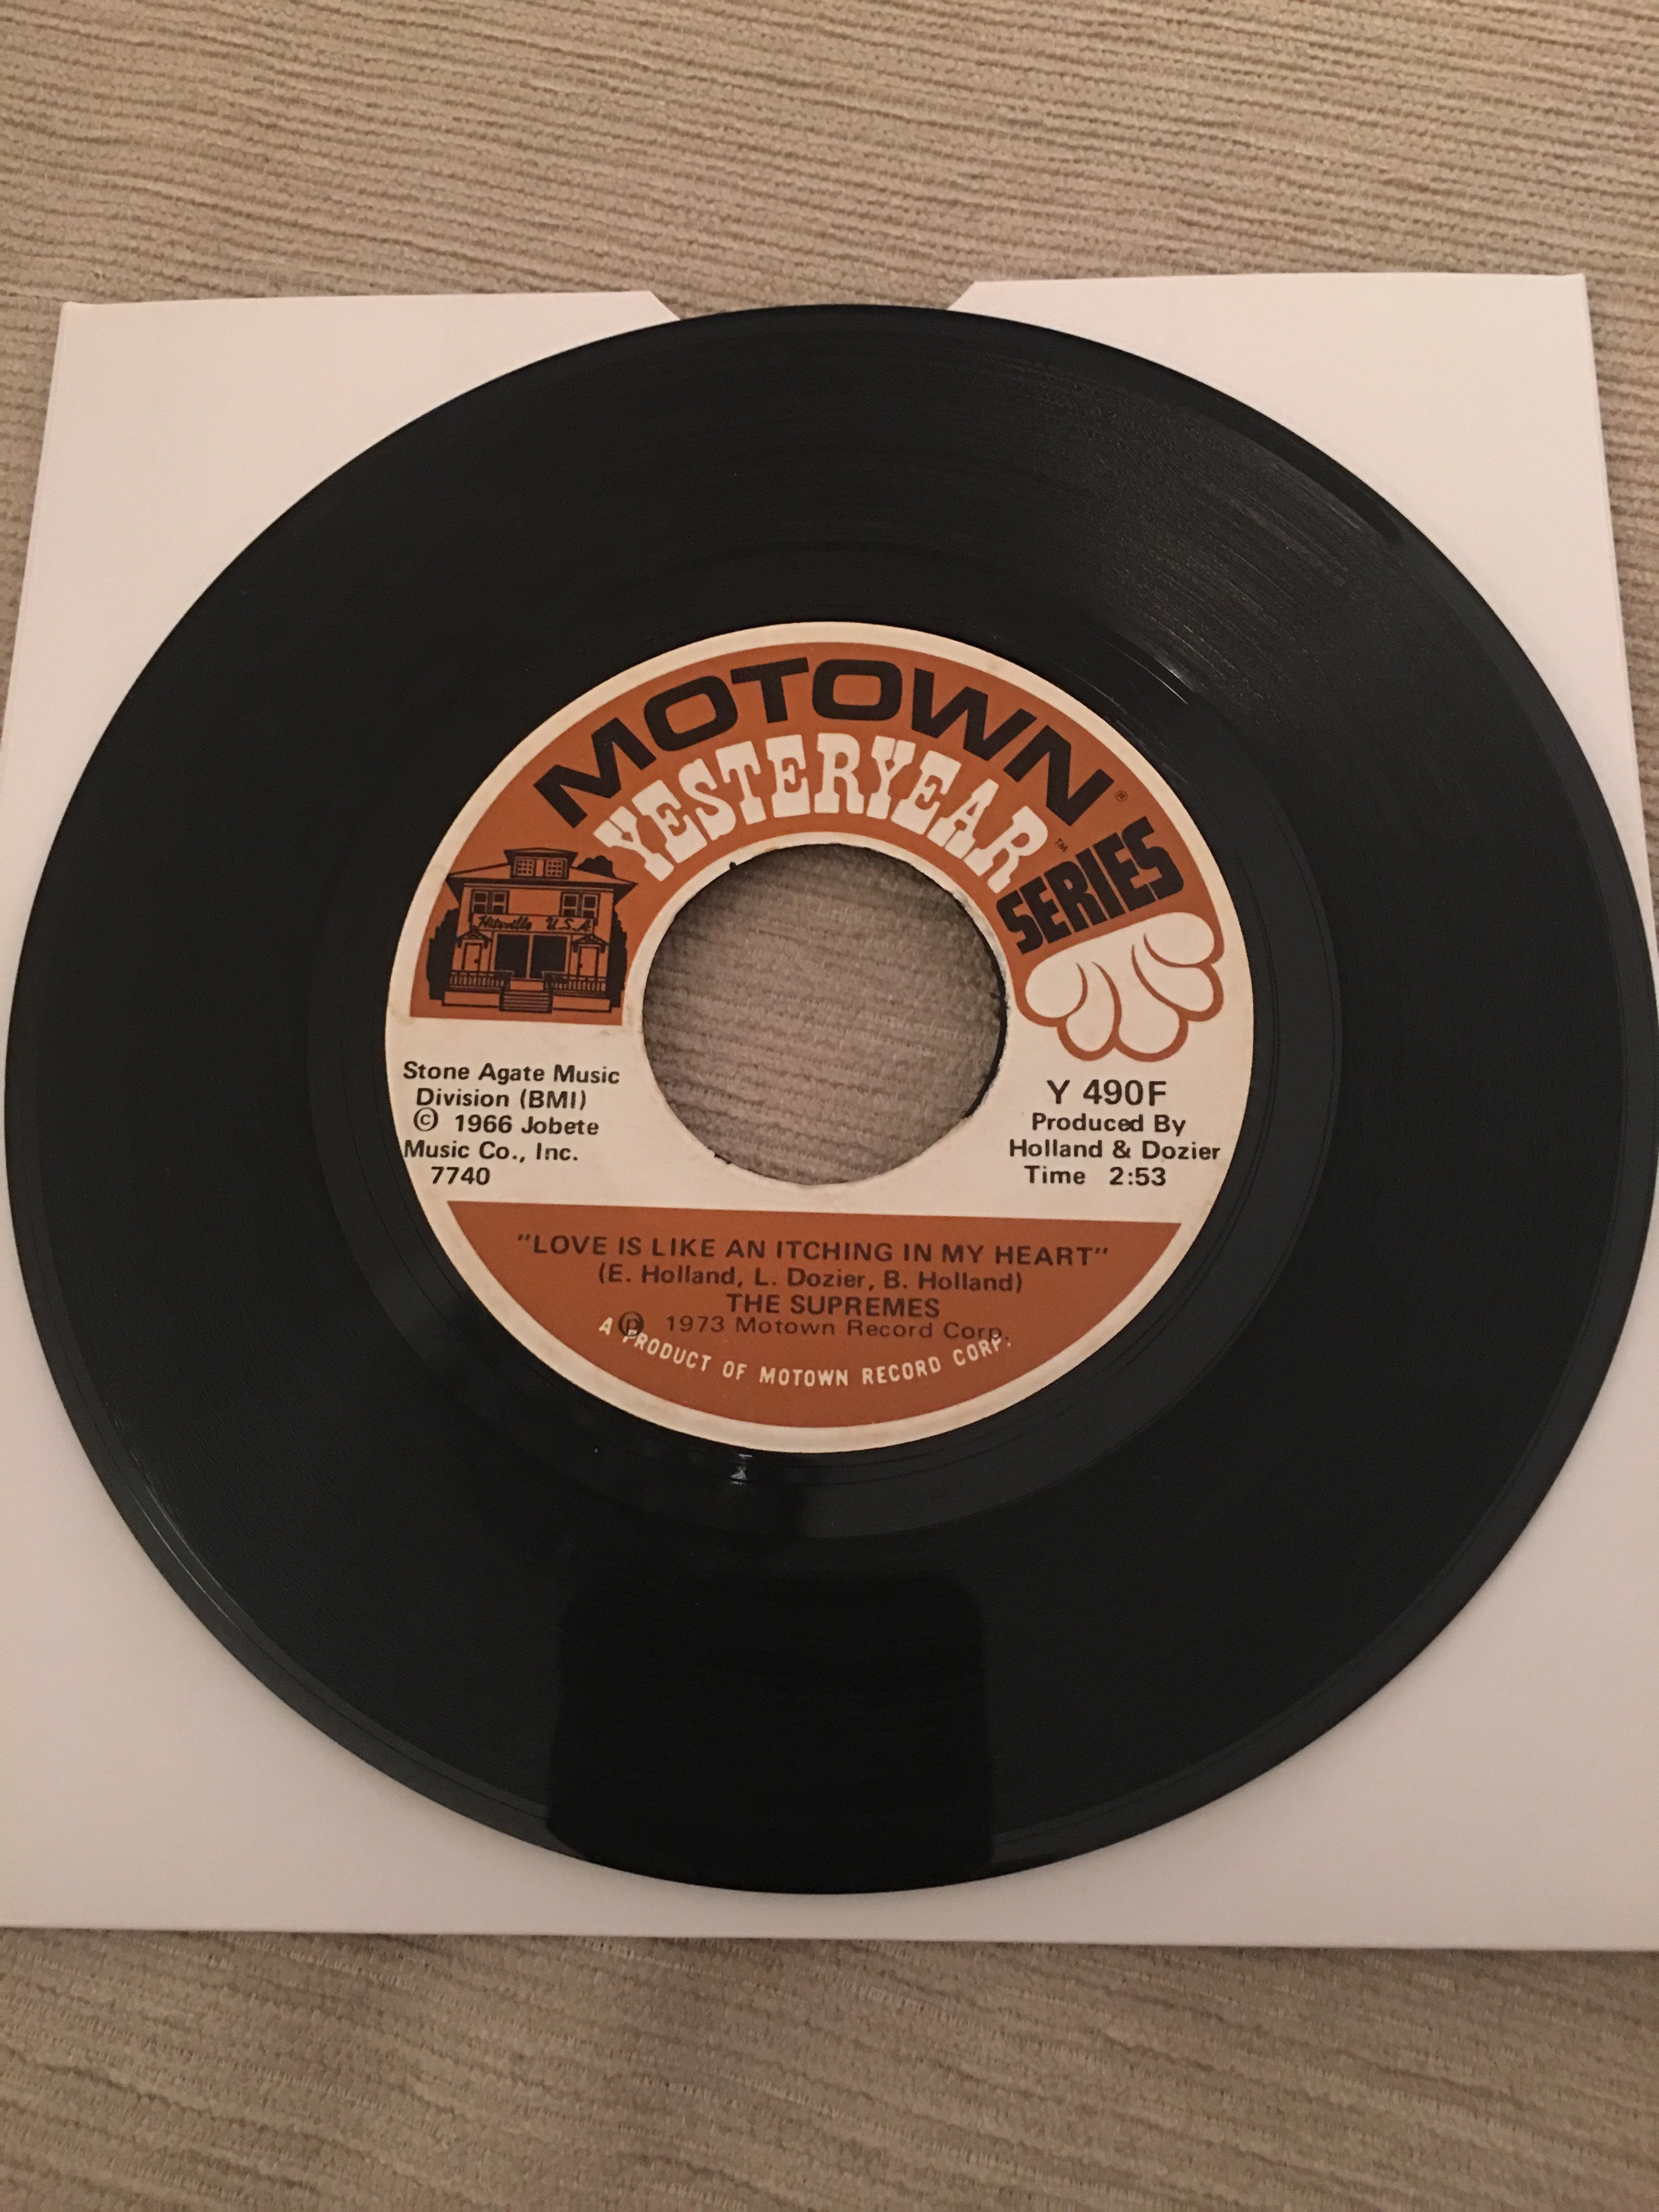 MOTOWN®
YESTERYEAR™
SERIES
Hitsville U.S.A.
Stone Agate Music
Division (BMI)
© 1966 Jobete
Music Co., Inc.
7740
Y 490F
Produced By
Holland & Dozier
Time 2:53
"LOVE IS LIKE AN ITCHING IN MY HEART"
(E. Holland, L. Dozier, B. Holland)
THE SUPREMES
℗ 1973 Motown Record Corp.
A PRODUCT OF MOTOWN RECORD CORP.